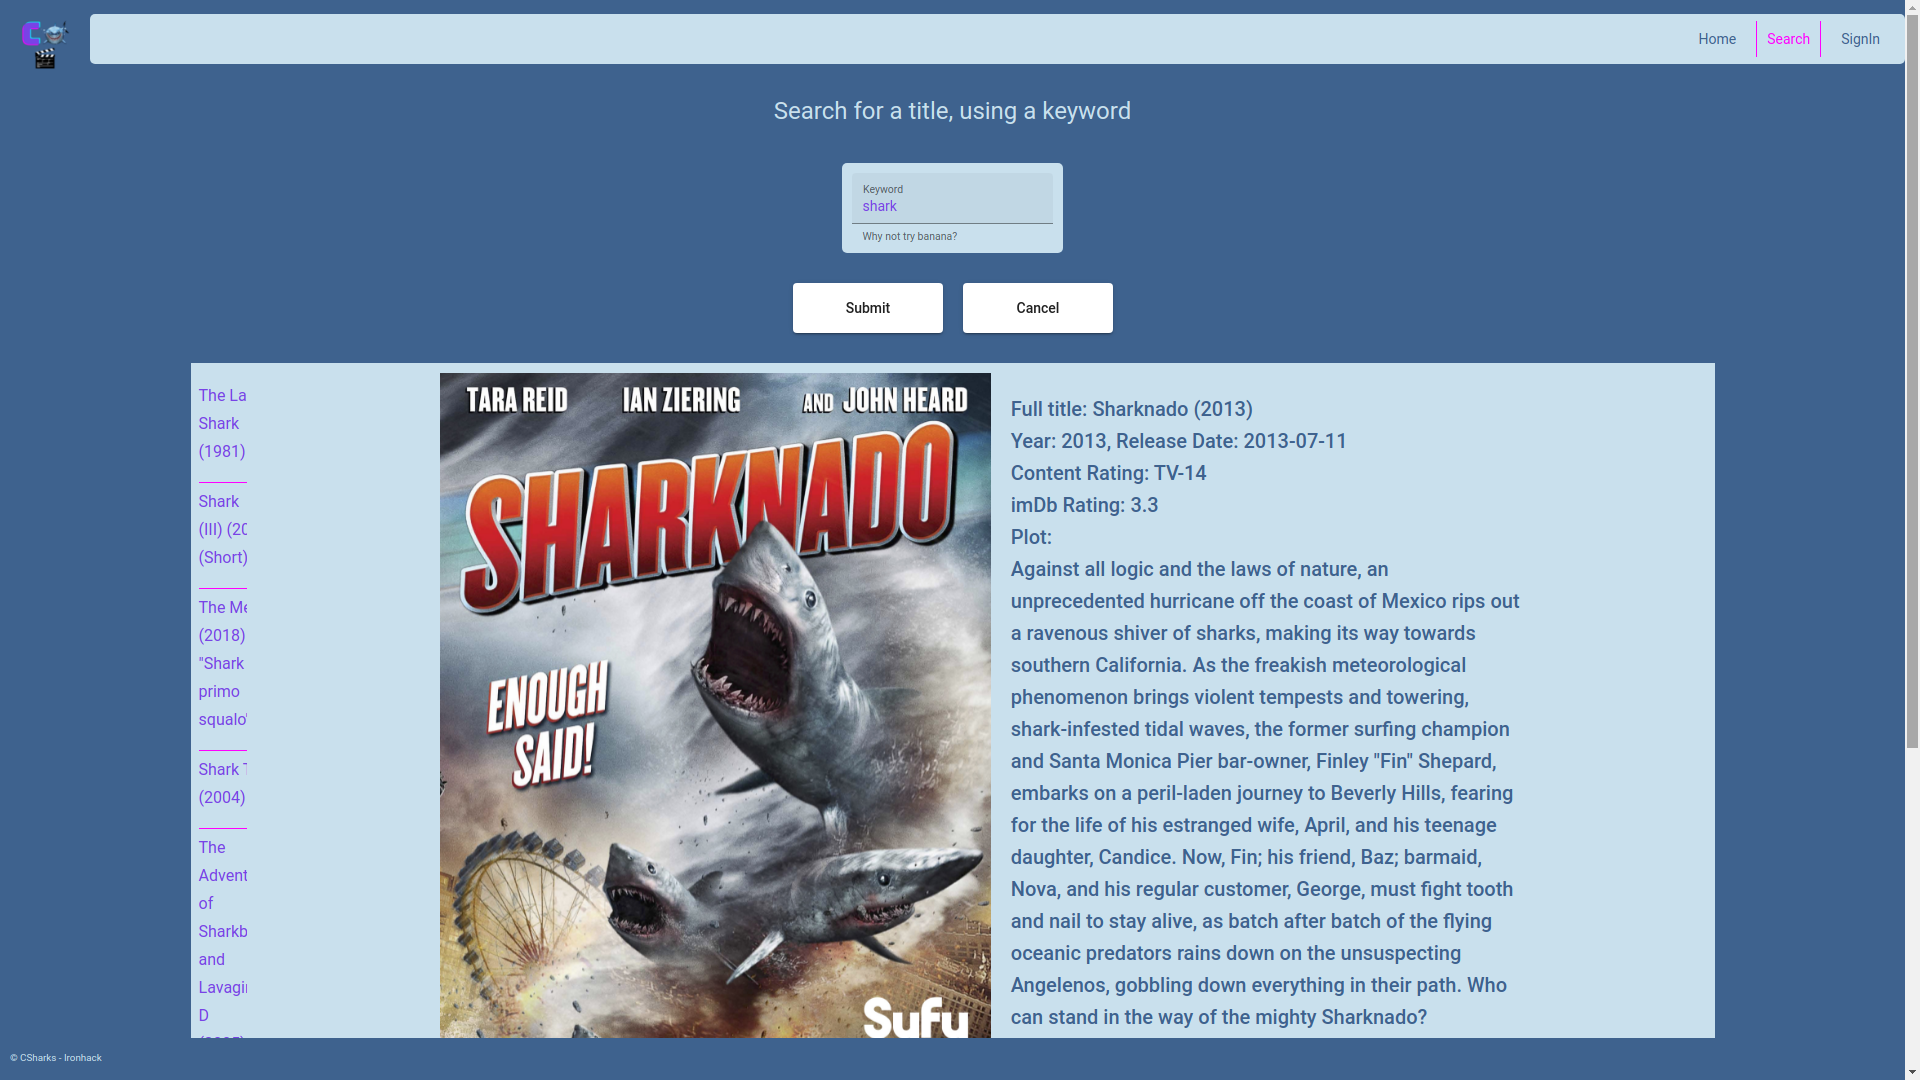 Home Search SignIn
Search for a title, using a keyword
Keyword
shark
Why not try banana?
Submit Cancel
The La
Shark
(1981)
Shark
(III) (20
(Short)
The Me
(2018)
"Shark
primo
squalo"
Shark T
(2004)
The
Advent
of
Sharkb
and
Lavagi
D
TARA REID IAN ZIERING AND JOHN HEARD
SHARKNADO
ENOUGH
SAID!
Syfy
Full title: Sharknado (2013)
Year: 2013, Release Date: 2013-07-11
Content Rating: TV-14
imDb Rating: 3.3
Plot:
Against all logic and the laws of nature, an
unprecedented hurricane off the coast of Mexico rips out
a ravenous shiver of sharks, making its way towards
southern California. As the freakish meteorological
phenomenon brings violent tempests and towering,
shark-infested tidal waves, the former surfing champion
and Santa Monica Pier bar-owner, Finley "Fin" Shepard,
embarks on a peril-laden journey to Beverly Hills, fearing
for the life of his estranged wife, April, and his teenage
daughter, Candice. Now, Fin; his friend, Baz; barmaid,
Nova, and his regular customer, George, must fight tooth
and nail to stay alive, as batch after batch of the flying
oceanic predators rains down on the unsuspecting
Angelenos, gobbling down everything in their path. Who
can stand in the way of the mighty Sharknado?
© CSharks - Ironhack